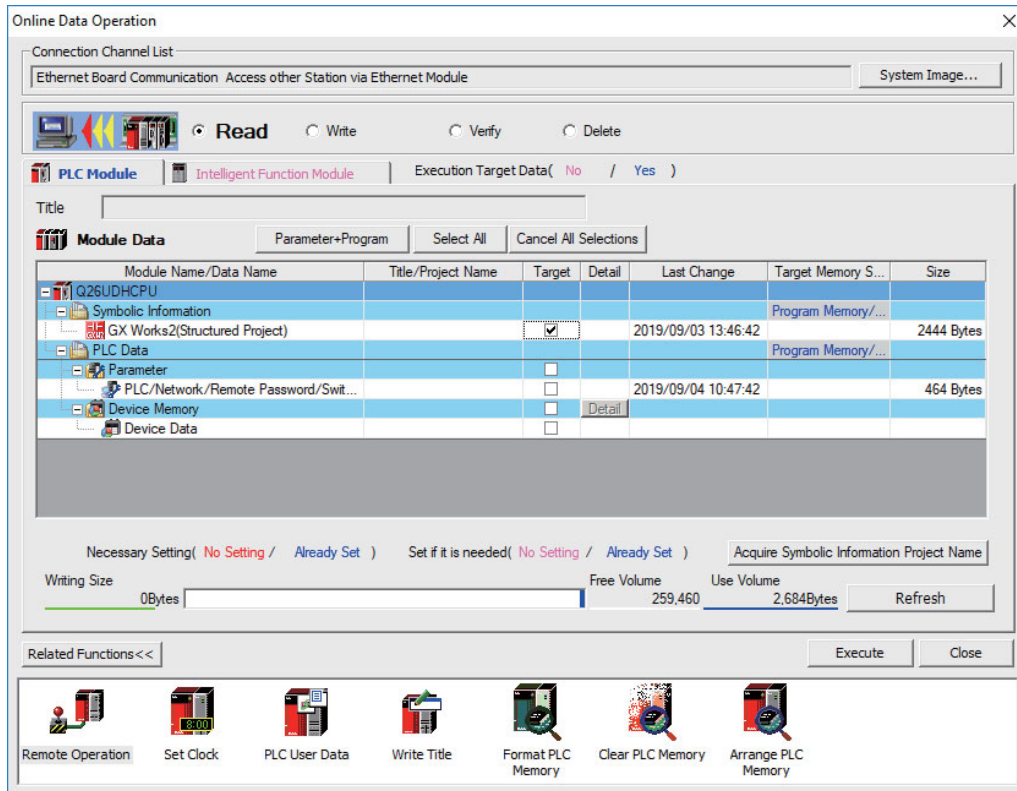 Online Data Operation
Connection Channel List
Ethernet Board Communication Access other Station via Ethernet Module
System Image...
Read Write Verify Delete
PLC Module Intelligent Function Module Execution Target Data( No / Yes )
Title
Module Data Parameter+Program Select All Cancel All Selections
Module Name/Data Name Title/Project Name Target Detail Last Change Target Memory S... Size
Q26UDHCPU
Symbolic Information Program Memory/...
GX Works2(Structured Project) 2019/09/03 13:46:42 2444 Bytes
PLC Data Program Memory/...
Parameter
PLC/Network/Remote Password/Swit... 2019/09/04 10:47:42 464 Bytes
Device Memory Detail
Device Data
Necessary Setting( No Setting / Already Set ) Set if it is needed( No Setting / Already Set ) Acquire Symbolic Information Project Name
Writing Size Free Volume Use Volume
0Bytes 259,460 2,684Bytes Refresh
Related Functions<< Execute Close
8:00
Remote Operation Set Clock PLC User Data Write Title Format PLC Clear PLC Memory Arrange PLC
Memory Memory